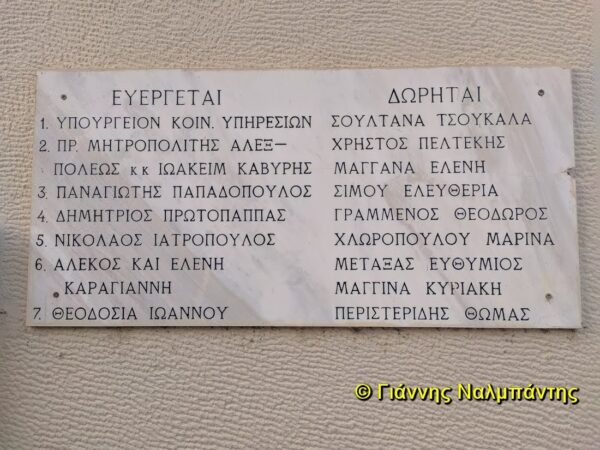 ΕΥΕΡΓΕΤΑΙ
1. ΥΠΟΥΡΓΕΙΟΝ ΚΟΙΝ. ΥΠΗΡΕΣΙΩΝ
2. ΠΡ. ΜΗΤΡΟΠΟΛΙΤΗΣ ΑΛΕΞ–
ΠΟΛΕΩΣ κκ ΙΩΑΚΕΙΜ ΚΑΒΥΡΗΣ
3. ΠΑΝΑΓΙΩΤΗΣ ΠΑΠΑΔΟΠΟΥΛΟΣ
4. ΔΗΜΗΤΡΙΟΣ ΠΡΩΤΟΠΑΠΠΑΣ
5. ΝΙΚΟΛΑΟΣ ΙΑΤΡΟΠΟΥΛΟΣ
6. ΑΛΕΚΟΣ ΚΑΙ ΕΛΕΝΗ
ΚΑΡΑΓΙΑΝΝΗ
7. ΘΕΟΔΟΣΙΑ ΙΩΑΝΝΟΥ
ΔΩΡΗΤΑΙ
ΣΟΥΛΤΑΝΑ ΤΣΟΥΚΑΛΑ
ΧΡΗΣΤΟΣ ΠΕΛΤΕΚΗΣ
ΜΑΓΓΑΝΑ ΕΛΕΝΗ
ΣΙΜΟΥ ΕΛΕΥΘΕΡΙΑ
ΓΡΑΜΜΕΝΟΣ ΘΕΟΔΩΡΟΣ
ΧΛΩΡΟΠΟΥΛΟΥ ΜΑΡΙΝΑ
ΜΕΤΑΞΑΣ ΕΥΘΥΜΙΟΣ
ΜΑΓΓΙΝΑ ΚΥΡΙΑΚΗ
ΠΕΡΙΣΤΕΡΙΔΗΣ ΘΩΜΑΣ
© Γιάννης Ναλμπάντης